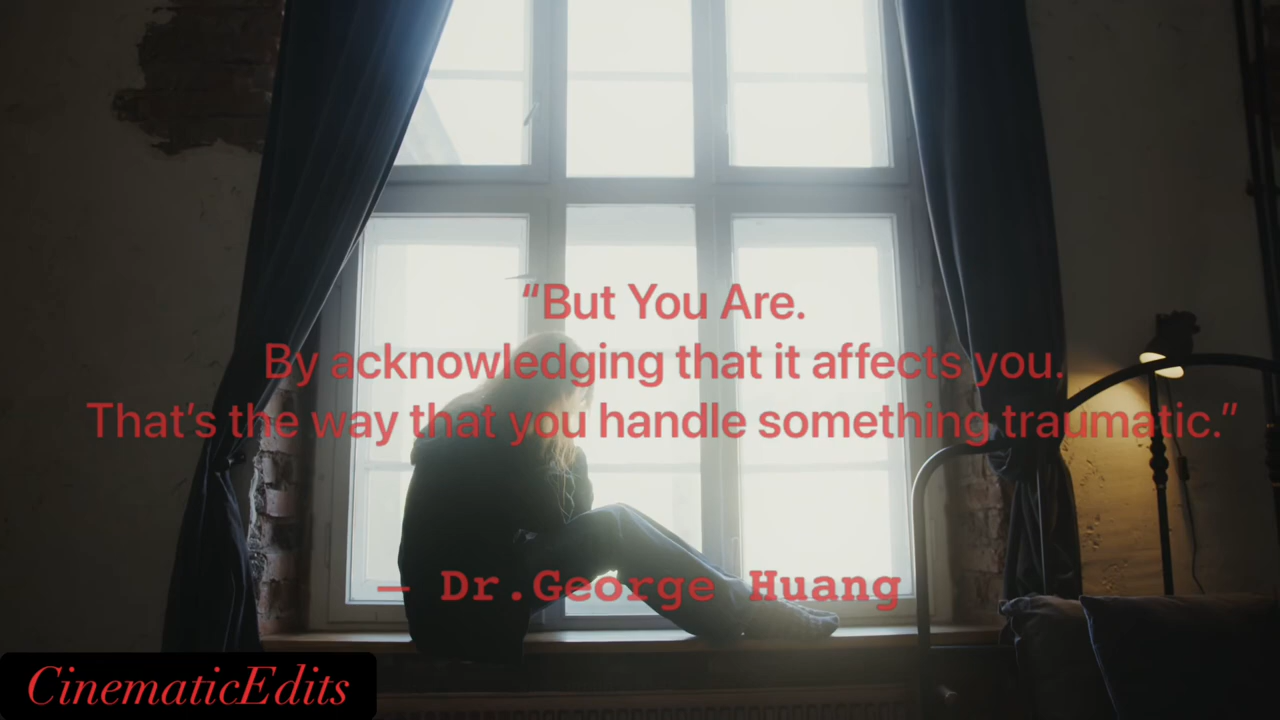 “But You Are.
By acknowledging that it affects you.
That’s the way that you handle something traumatic.”
— Dr.George Huang
CinematicEdits